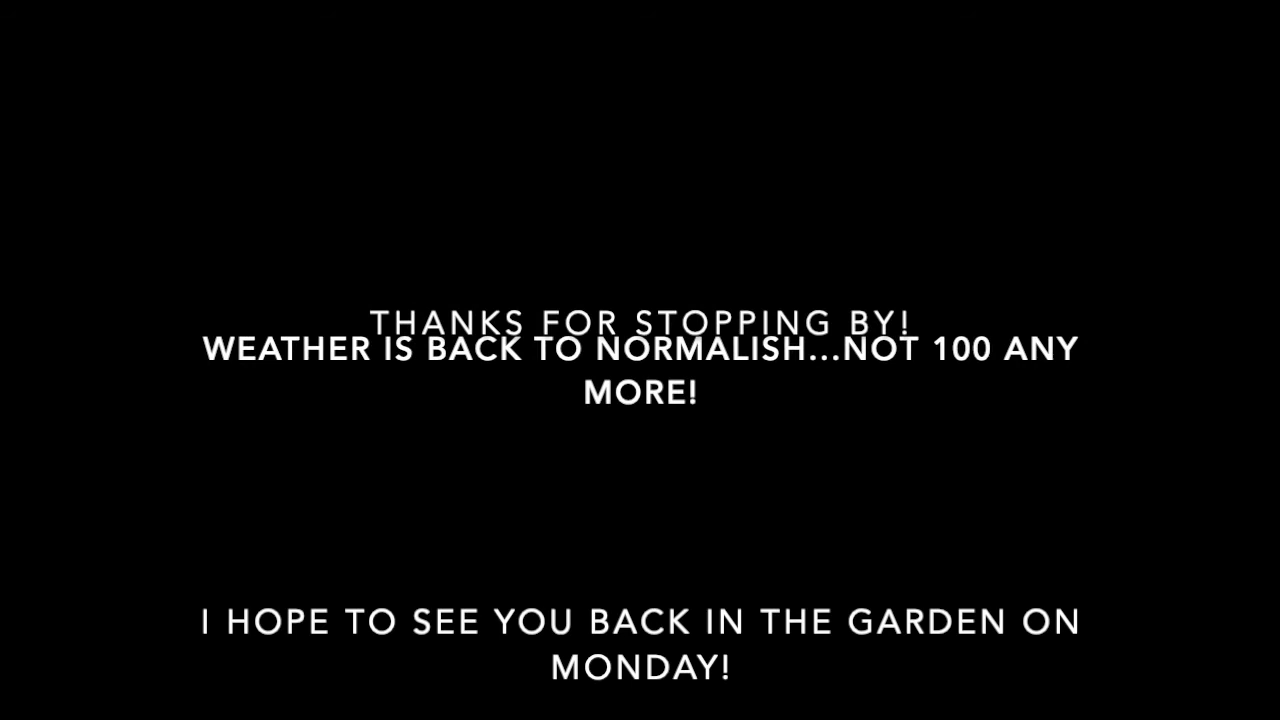 THANKS FOR STOPPING BY!
WEATHER IS BACK TO NORMALISH...NOT 100 ANY
MORE!
I HOPE TO SEE YOU BACK IN THE GARDEN ON
MONDAY!